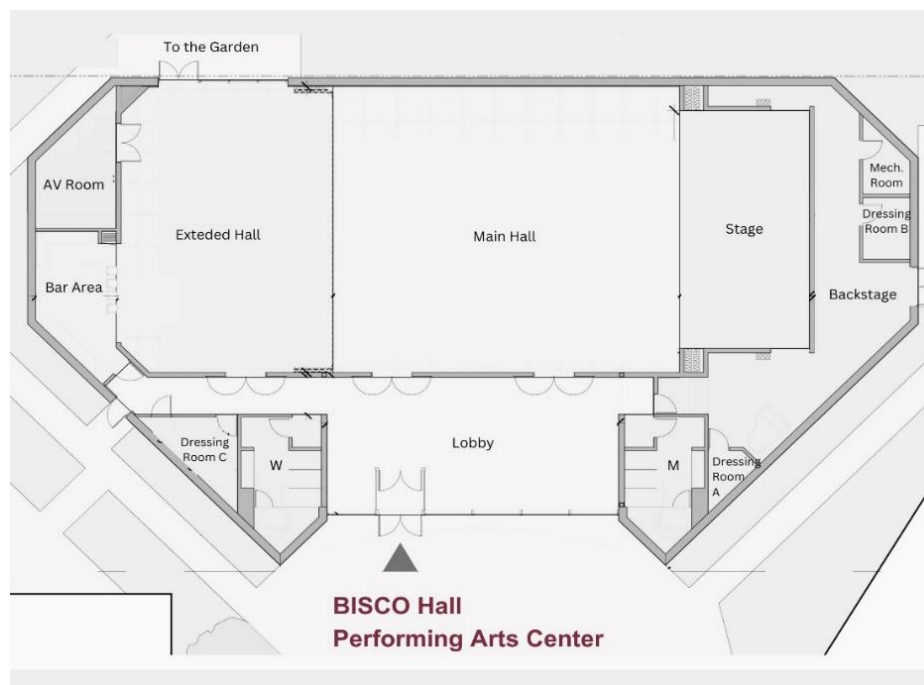 To the Garden
AV Room
Exteded Hall
Main Hall
Stage
Mech.
Room
Dressing
Room B
Bar Area
Backstage
Dressing
Room C
W
Lobby
M
Dressing
Room
A
BISCO Hall
Performing Arts Center